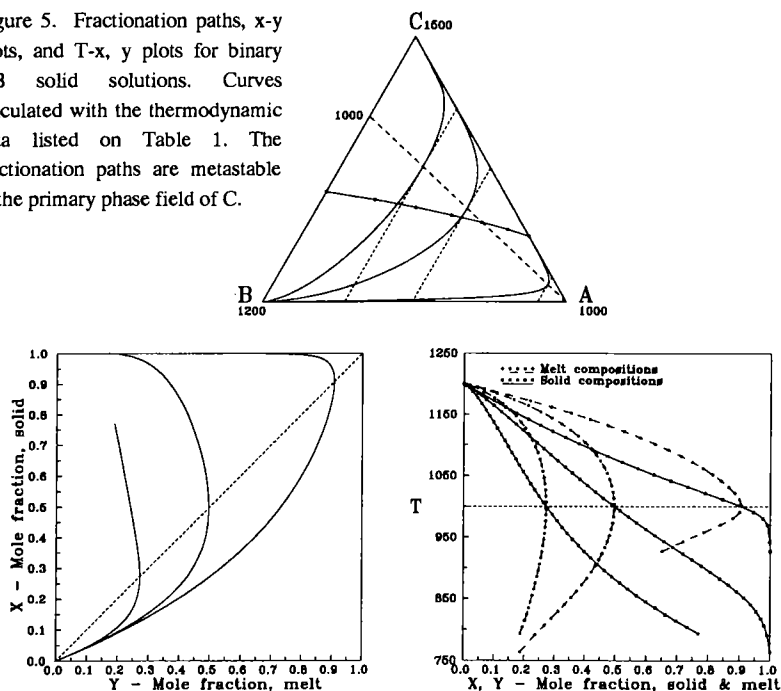 gure 5. Fractionation paths, x-y
ots, and T-x, y plots for binary
B solid solutions. Curves
culated with the thermodynamic
a listed on Table 1. The
ctionation paths are metastable
the primary phase field of C.
C 1600
1000
B
1200
A
1000
1.0
0.9
0.8
0.7
0.6
0.5
0.4
0.3
0.2
0.1
0.0
X - Mole fraction, solid
0.0 0.1 0.2 0.3 0.4 0.5 0.6 0.7 0.8 0.9 1.0
Y - Mole fraction, melt
Melt compositions
Solid compositions
1250
1150
1050
T
950
850
750
0.0 0.1 0.2 0.3 0.4 0.5 0.6 0.7 0.8 0.9 1.0
X, Y - Mole fraction, solid & melt